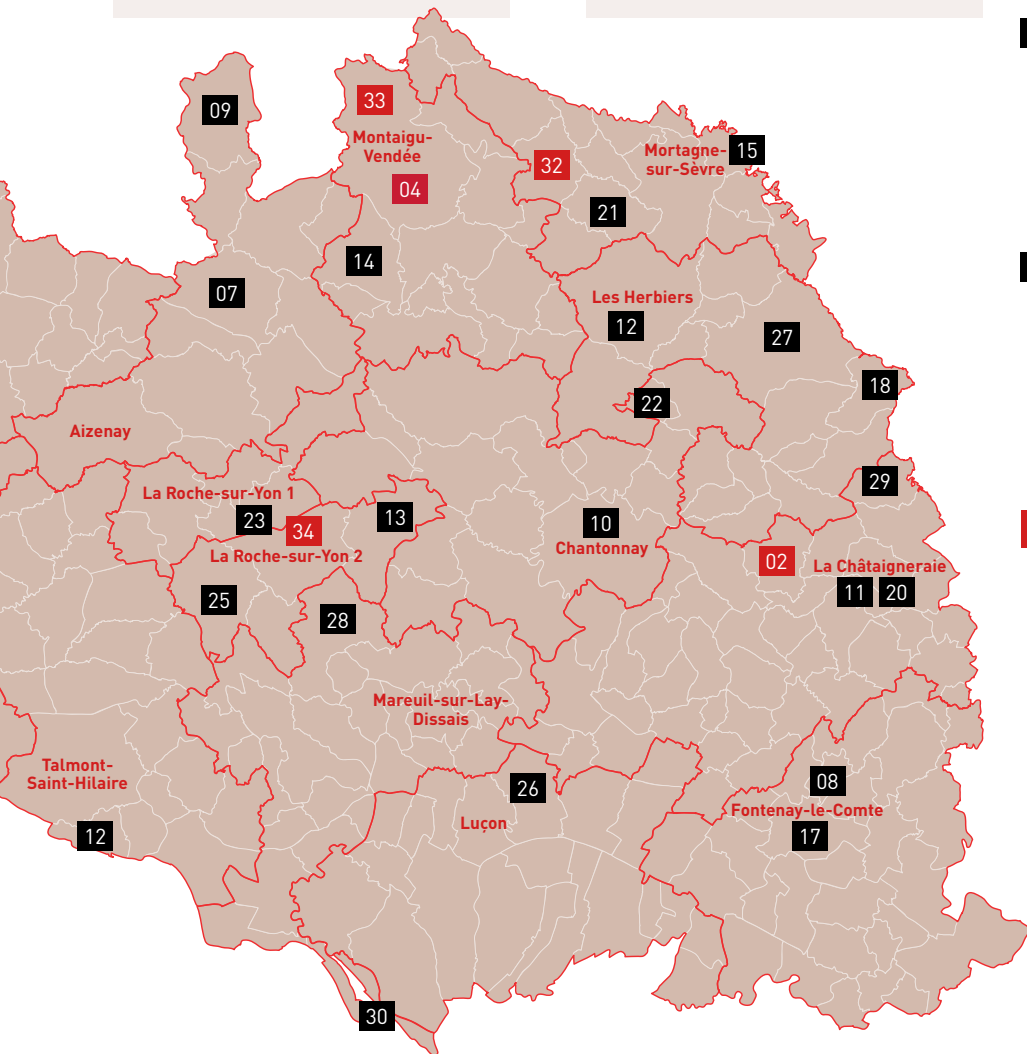 09
33
Montaigu-
Vendée
04
32
Mortagne-
sur-Sèvre
15
21
14
07
Les Herbiers
12
27
18
22
Aizenay
La Roche-sur-Yon 1
23
34
La Roche-sur-Yon 2
13
10
Chantonnay
29
02
La Châtaigneraie
11
20
25
28
Mareuil-sur-Lay-
Dissais
Talmont-
Saint-Hilaire
12
26
Luçon
08
Fontenay-le-Comte
17
30